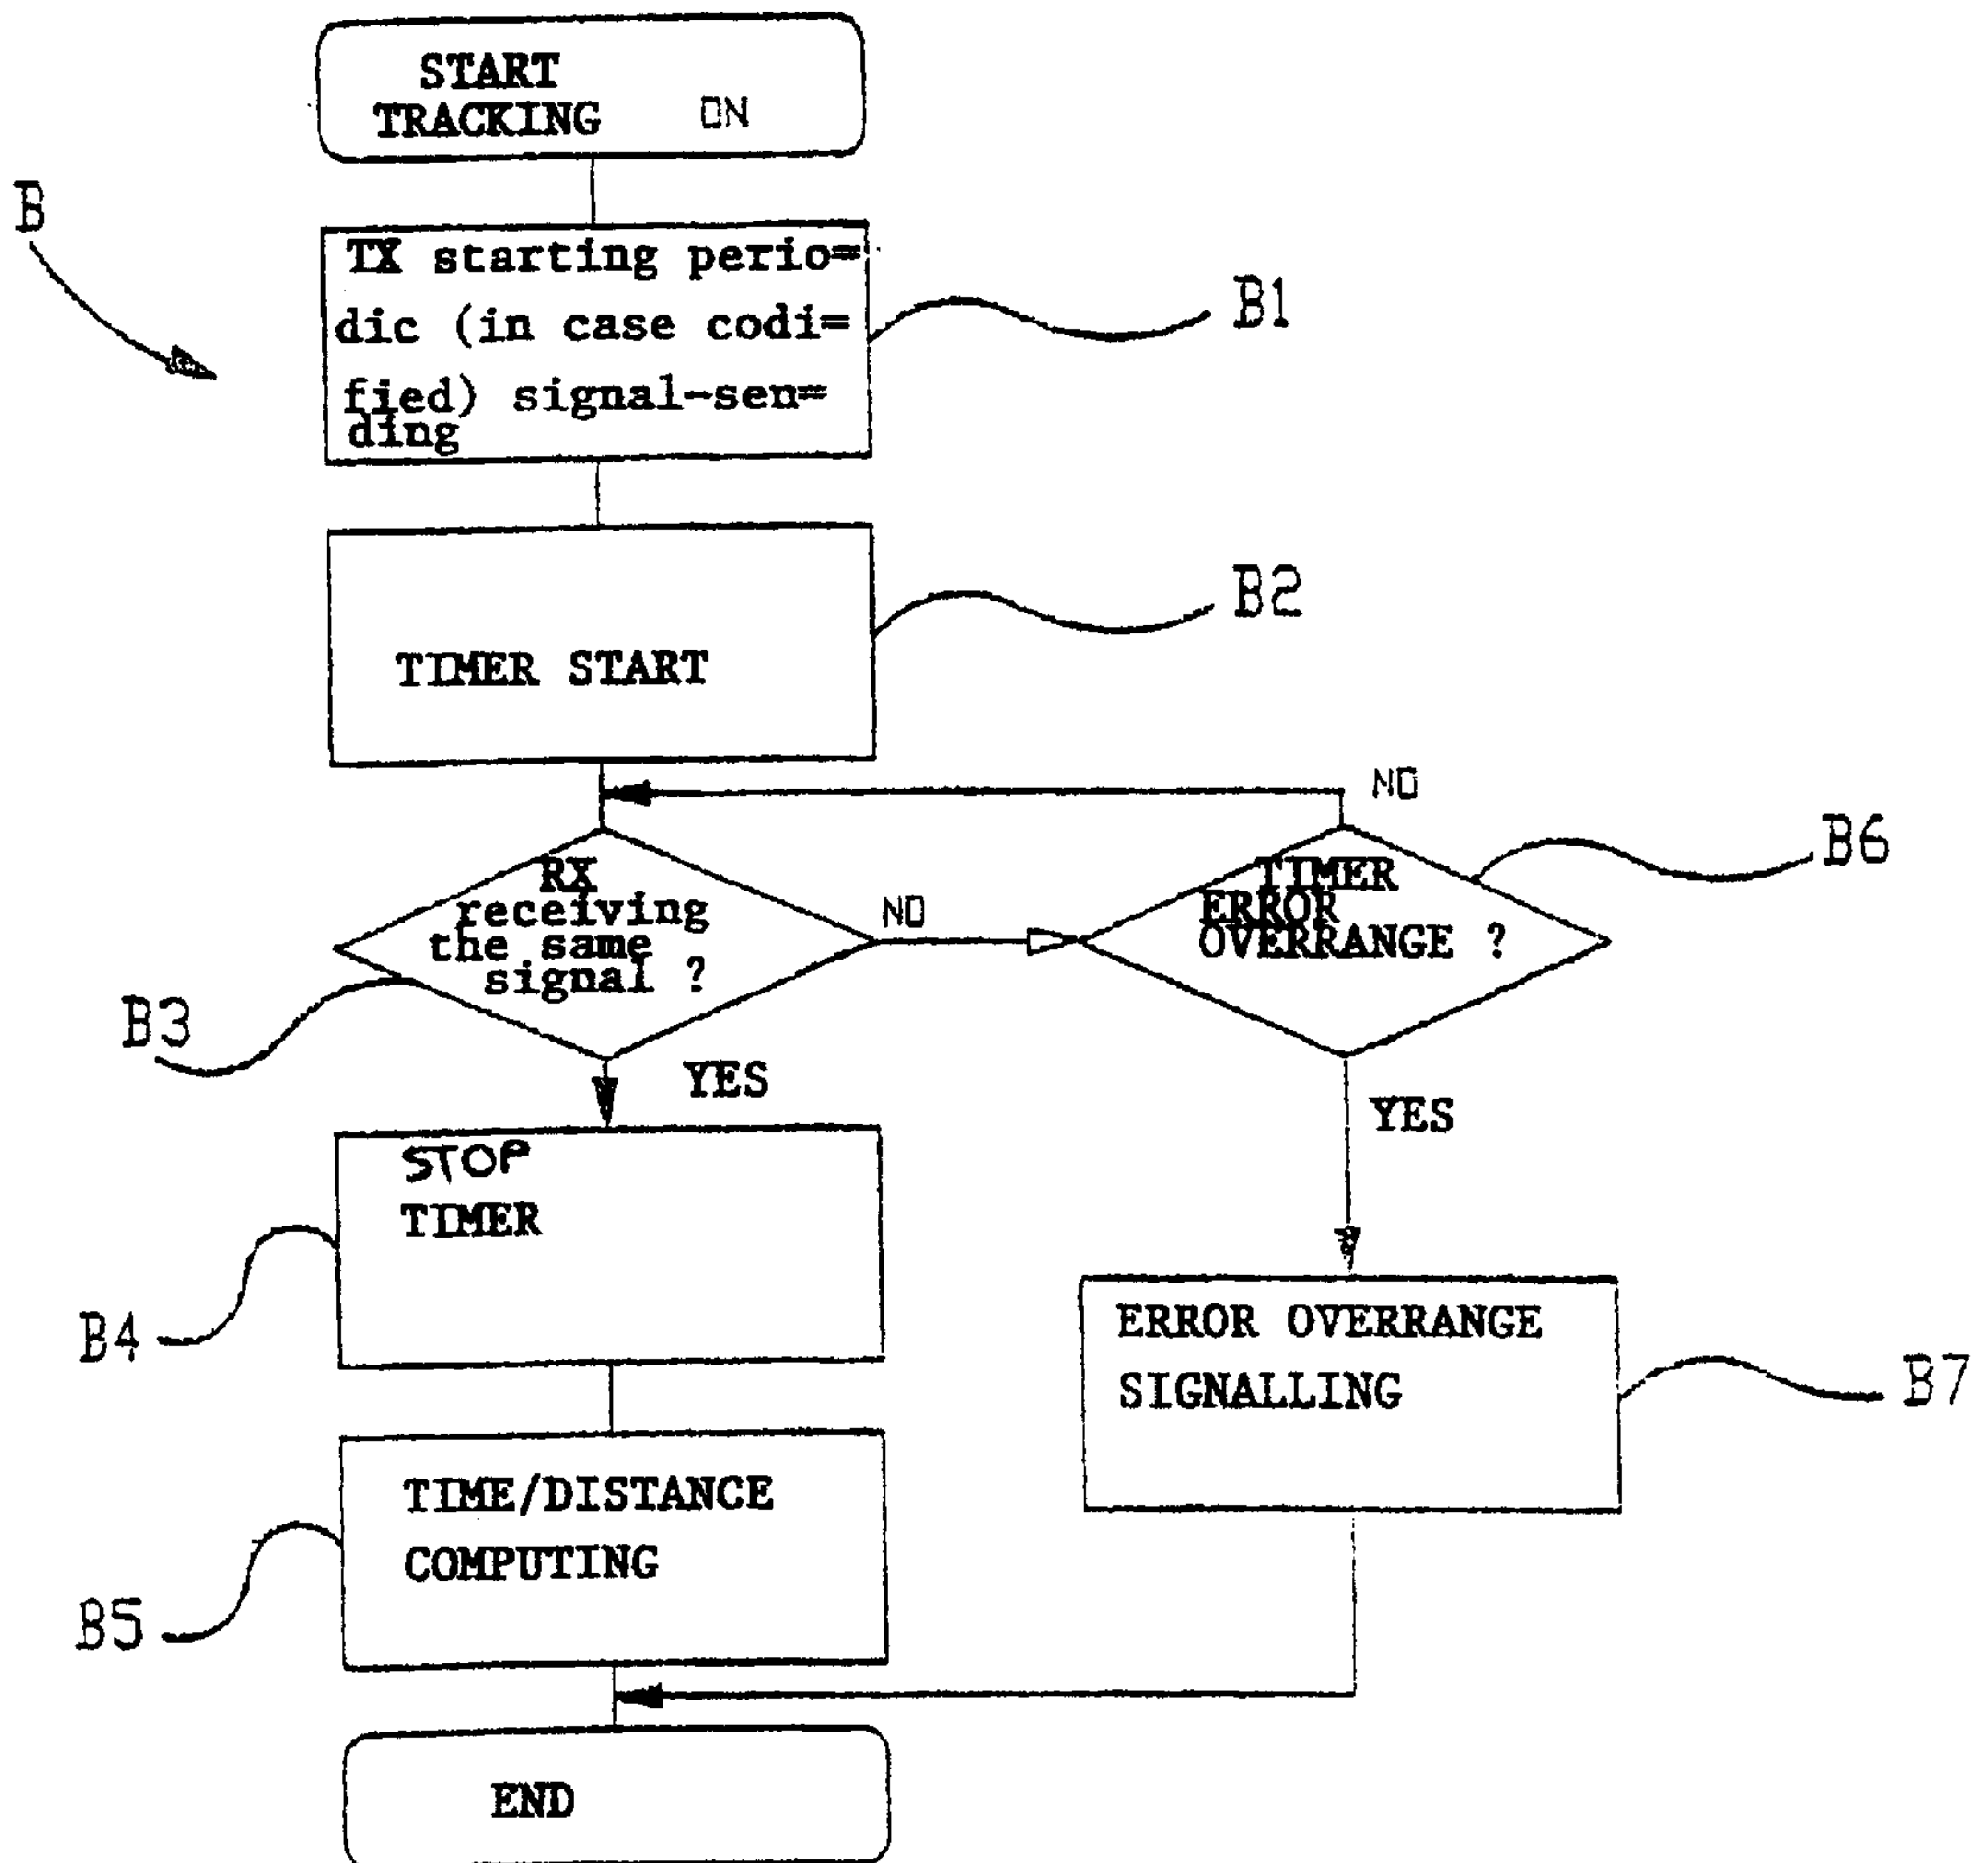 START
TRACKING ON
B
TX starting perio=
dic (in case codi=
fied) signal-sen=
ding
B1
TIMER START
B2
NO
RX
receiving
the same
signal ?
NO
TIMER
ERROR
OVERRANGE ?
B6
B3
YES
YES
STOP
TIMER
B4
ERROR OVERRANGE
SIGNALLING
B7
TIME/DISTANCE
COMPUTING
B5
END